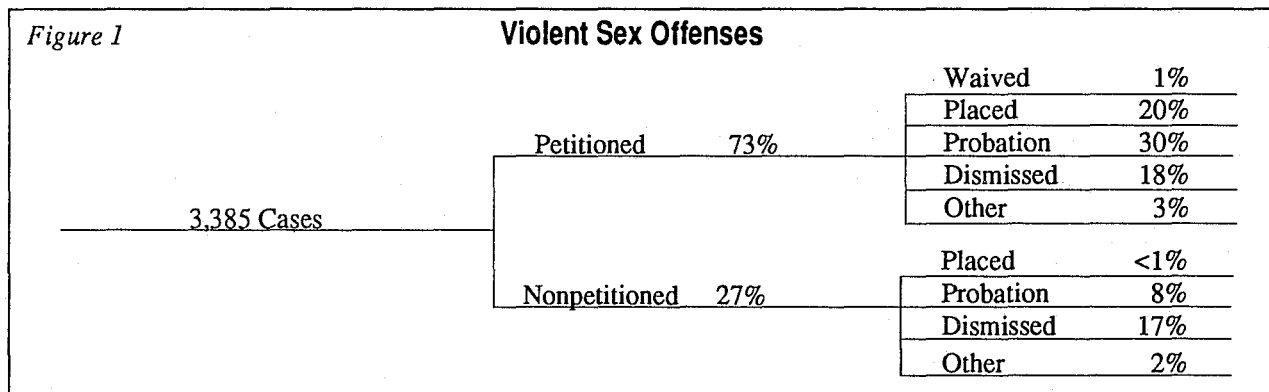 Figure 1
Violent Sex Offenses
3,385 Cases
Petitioned 73%
Waived 1%
Placed 20%
Probation 30%
Dismissed 18%
Other 3%
Nonpetitioned 27%
Placed <1%
Probation 8%
Dismissed 17%
Other 2%